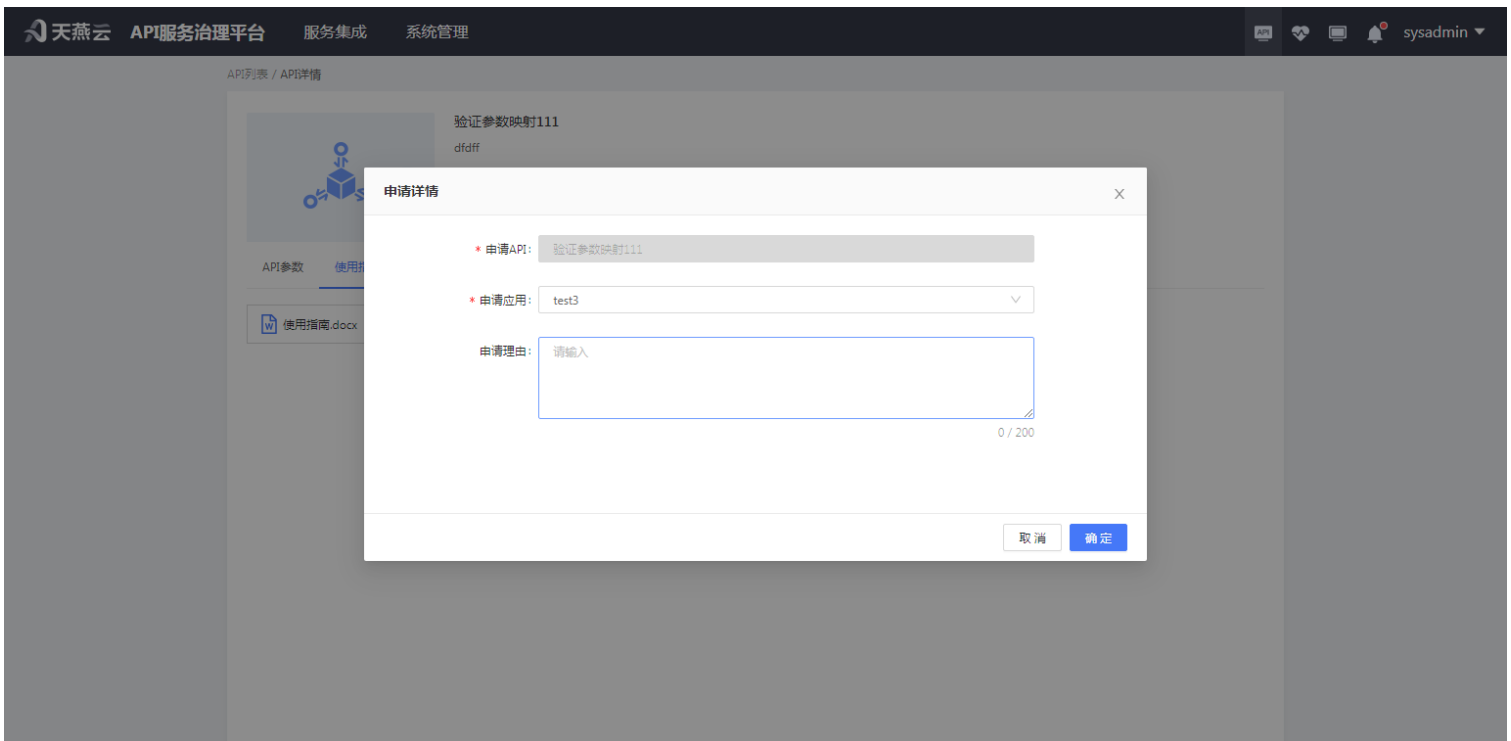 天燕云 API服务治理平台 服务集成 系统管理 API sysadmin
API列表 / API详情
验证参数映射111
dfdff
申请详情
* 申请API: 验证参数映射111
API参数 使用
* 申请应用: test3
W 使用指南.docx
申请理由: 请输入
0 / 200
取消 确定